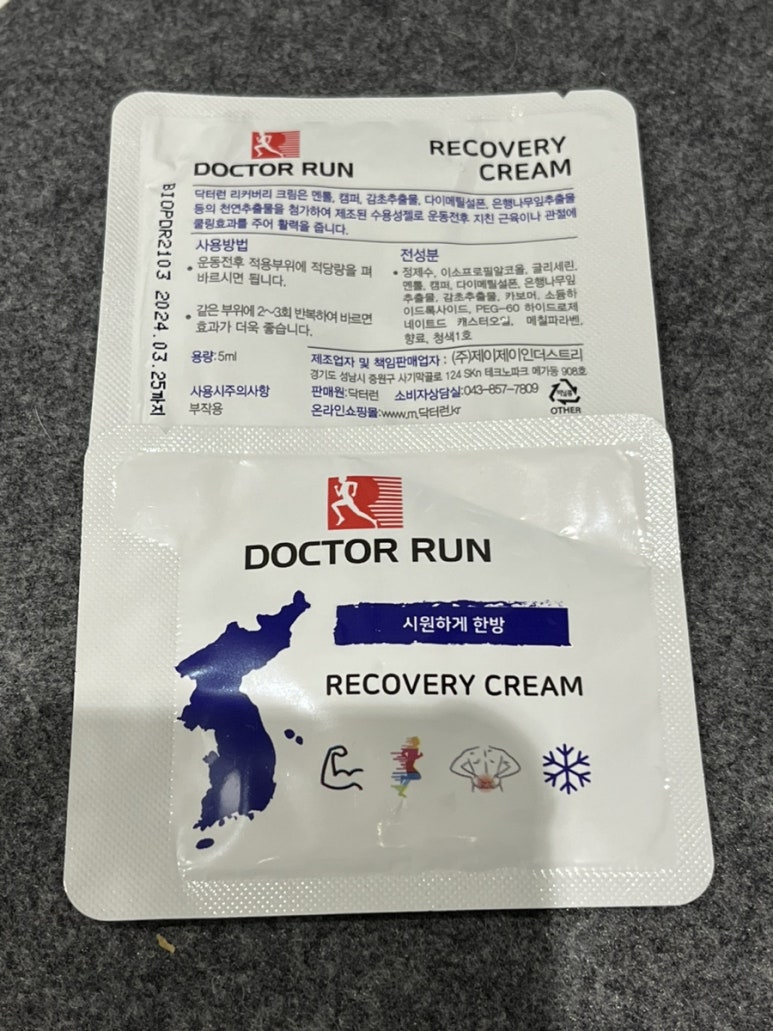 DOCTOR RUN
RECOVERY
CREAM
닥터런 리커버리 크림은 멘톨, 캠퍼, 감초추출물, 다이메틸설폰, 은행나무잎추출물
등의 천연추출물을 첨가하여 제조된 수용성젤로 운동전후 지친 근육이나 관절에
쿨링효과를 주어 활력을 줍니다.
사용방법
• 운동전후 적용부위에 적당량을 펴
바르시면 됩니다.
• 같은 부위에 2~3회 반복하여 바르면
효과가 더욱 좋습니다.
전성분
• 정제수, 이소프로필알코올, 글리세린,
멘톨, 캠퍼, 다이메틸설폰, 은행나무잎
추출물, 감초추출물, 카보머, 소듐하
이드록사이드, PEG-60 하이드로제
네이티드 캐스터오일, 메칠파라벤,
향료, 청색1호
용량:5ml
제조업자 및 책임판매업자 : (주)제이제이인더스트리
경기도 성남시 중원구 사기막골로 124 SKn 테크노파크 메가동 908호
사용시주의사항
판매원:닥터런 소비자상담실:043-857-7809
부작용
온라인쇼핑몰:www.m.닥터런.kr
OTHER
BIOPDR2103 2024.03.25까지
DOCTOR RUN
시원하게 한방
RECOVERY CREAM